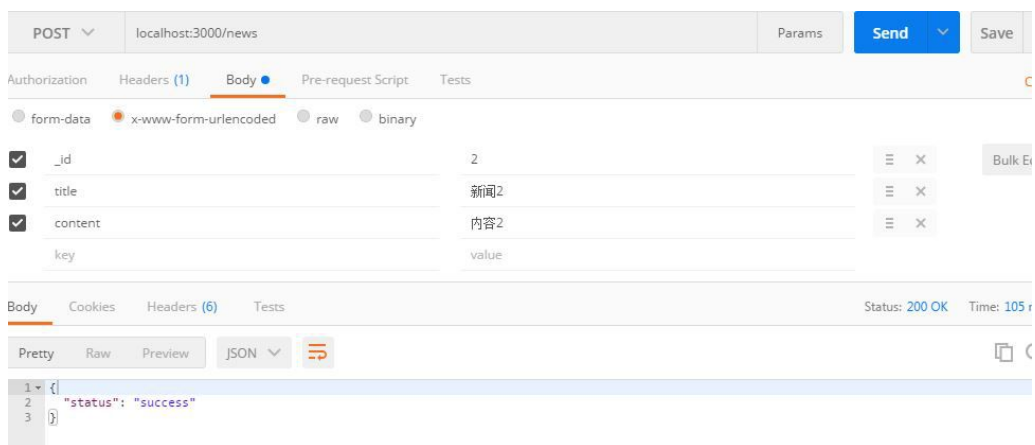 POST localhost:3000/news Params Send Save
Authorization Headers (1) Body Pre-request Script Tests
form-data x-www-form-urlencoded raw binary
_id 2 Bulk
title 新闻2
content 内容2
key value
Body Cookies Headers (6) Tests Status: 200 OK Time: 105
Pretty Raw Preview JSON
1 {
2 "status": "success"
3 }